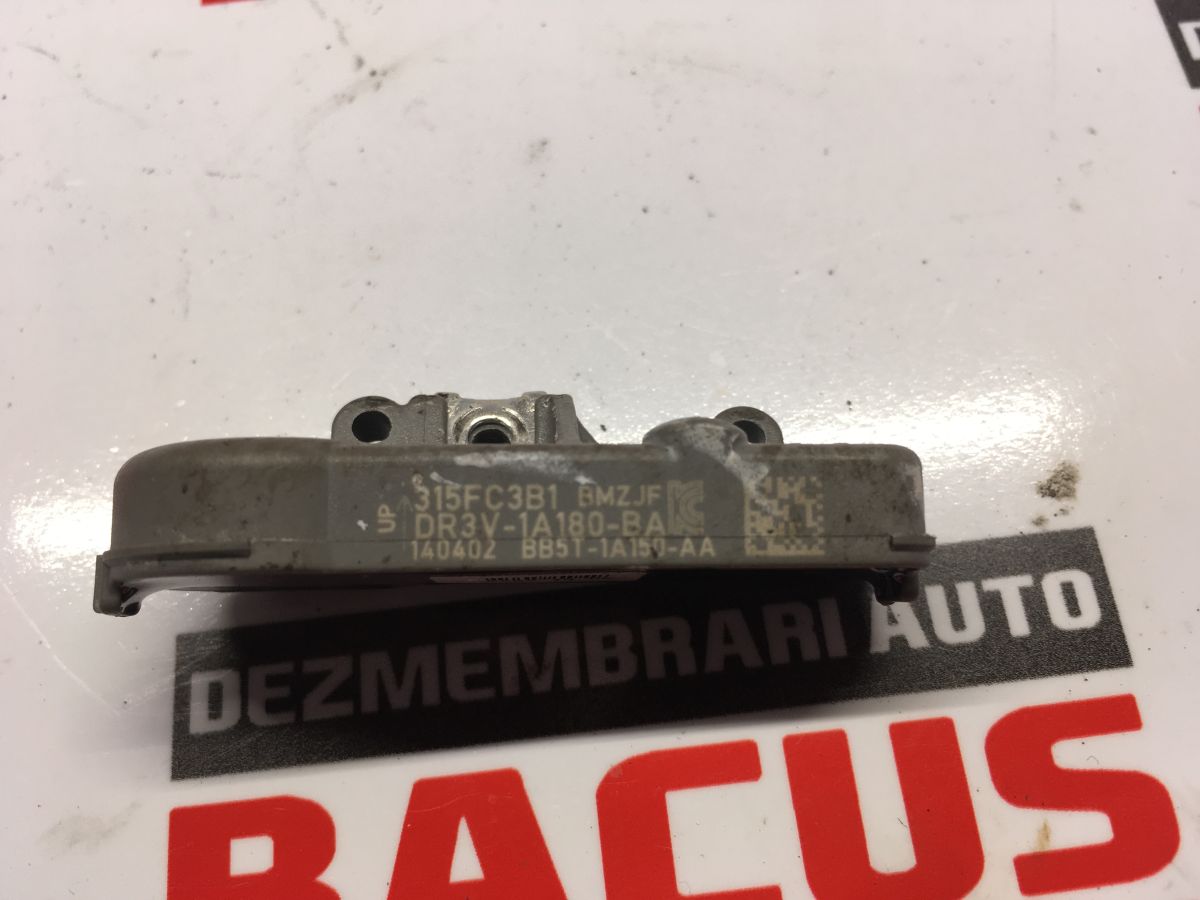 315FC3B1 BMZJF
UP
DR3V-1A180-BA
140402 BB5T-1A150-AA
DEZMEMBRARI AUTO
BACUS